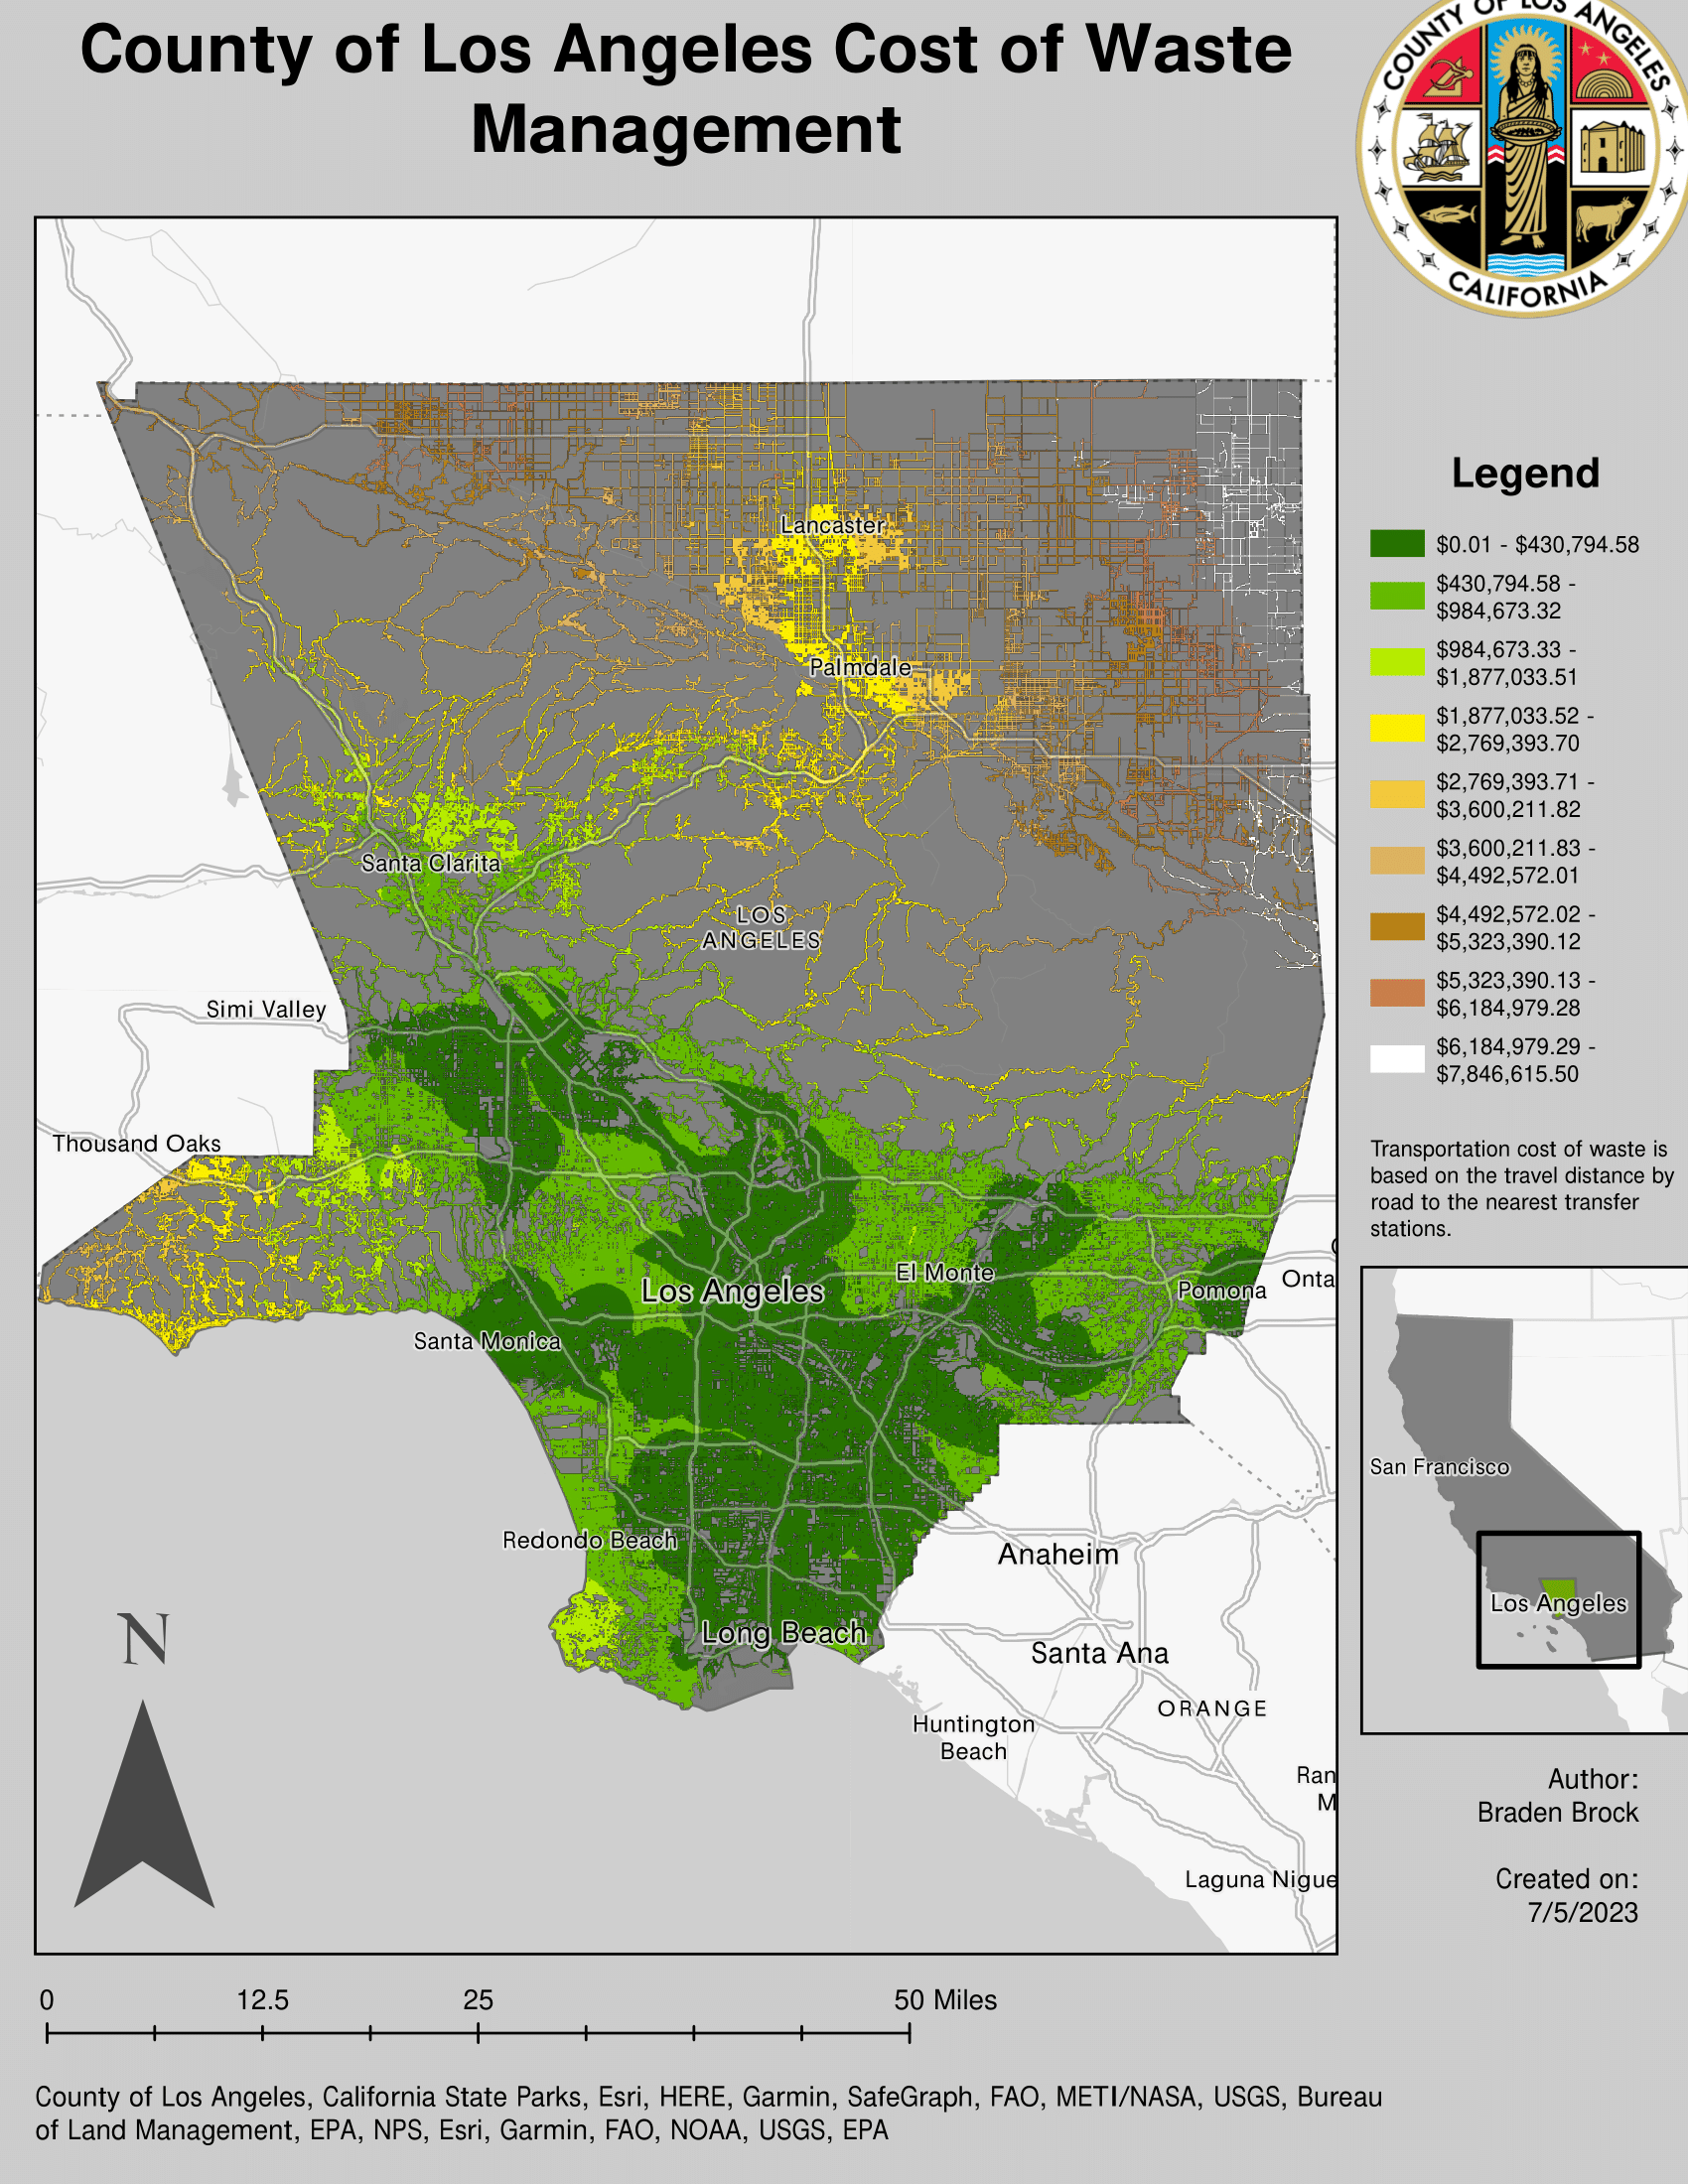 County of Los Angeles Cost of Waste
Management
COUNTY OF LOS ANGELES
CALIFORNIA
Lancaster
Palmdale
Santa Clarita
LOS
ANGELES
Simi Valley
Thousand Oaks
Los Angeles
El Monte
Pomona
Onta
Santa Monica
Redondo Beach
Anaheim
Long Beach
Santa Ana
ORANGE
Huntington
Beach
Ran
M
Laguna Nigue
N
Legend
$0.01 - $430,794.58
$430,794.58 -
$984,673.32
$984,673.33 -
$1,877,033.51
$1,877,033.52 -
$2,769,393.70
$2,769,393.71 -
$3,600,211.82
$3,600,211.83 -
$4,492,572.01
$4,492,572.02 -
$5,323,390.12
$5,323,390.13 -
$6,184,979.28
$6,184,979.29 -
$7,846,615.50
Transportation cost of waste is
based on the travel distance by
road to the nearest transfer
stations.
San Francisco
Los Angeles
Author:
Braden Brock
Created on:
7/5/2023
0 12.5 25 50 Miles
County of Los Angeles, California State Parks, Esri, HERE, Garmin, SafeGraph, FAO, METI/NASA, USGS, Bureau
of Land Management, EPA, NPS, Esri, Garmin, FAO, NOAA, USGS, EPA